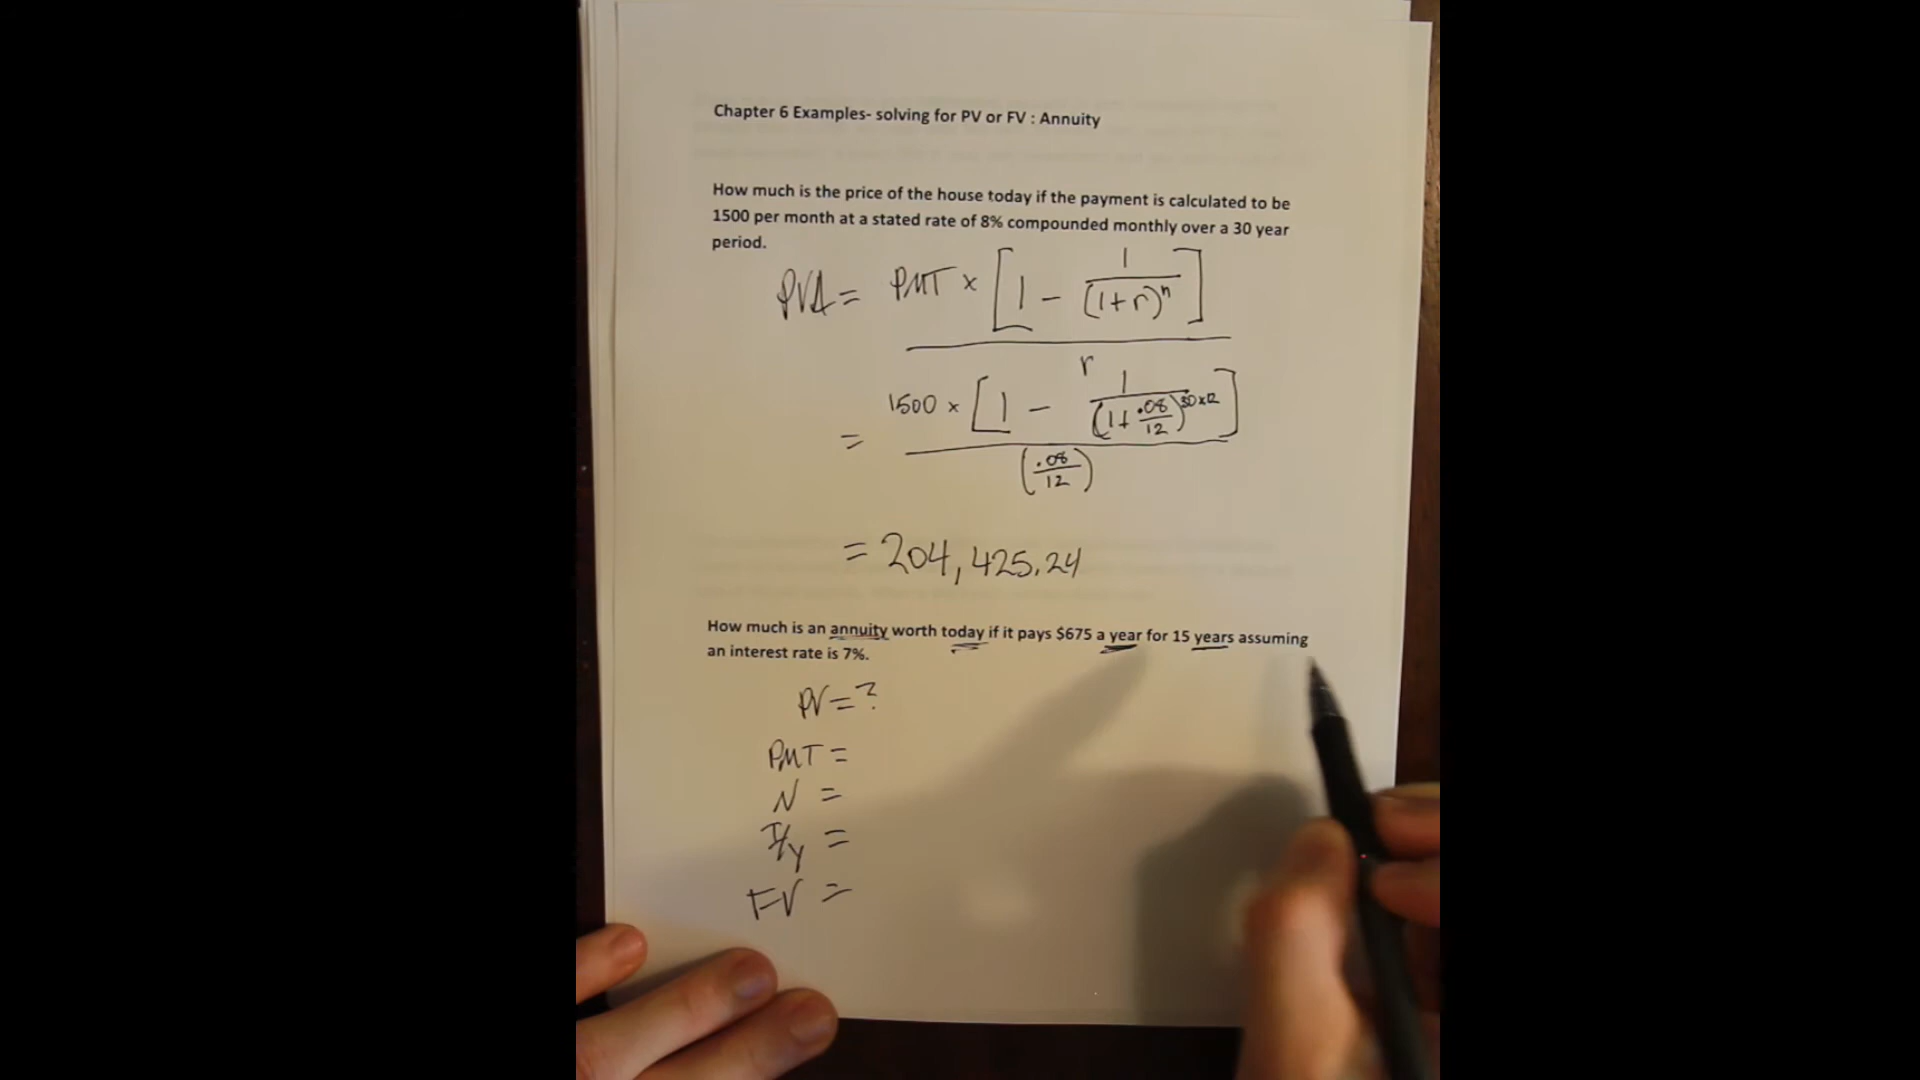 Chapter 6 Examples- solving for PV or FV : Annuity
How much is the price of the house today if the payment is calculated to be
1500 per month at a stated rate of 8% compounded monthly over a 30 year
period.
PVA = PMT × [1 - 1/(1+r)^n]
r
= 1500 × [1 - 1/(1+.08/12)^30×12]
(.08/12)
= 204,425.24
How much is an annuity worth today if it pays $675 a year for 15 years assuming
an interest rate is 7%.
PV = ?
PMT =
N =
I/Y =
FV =